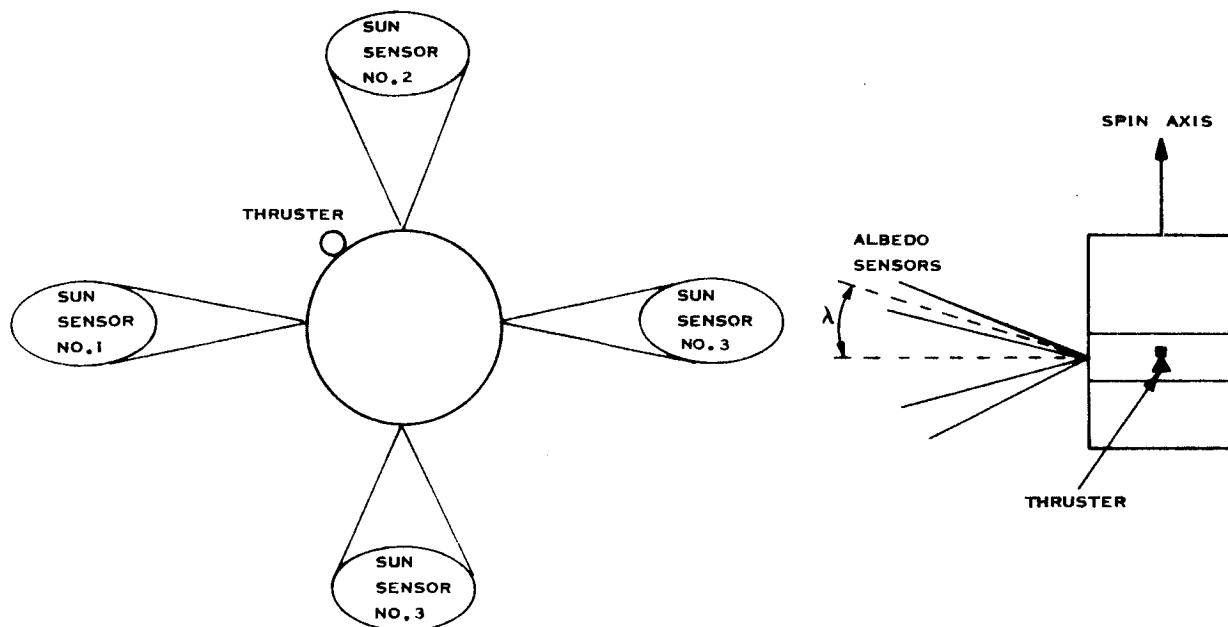 SUN
SENSOR
NO.2
THRUSTER
SUN
SENSOR
NO.1
SUN
SENSOR
NO.3
SUN
SENSOR
NO.3
SPIN AXIS
ALBEDO
SENSORS
λ
THRUSTER